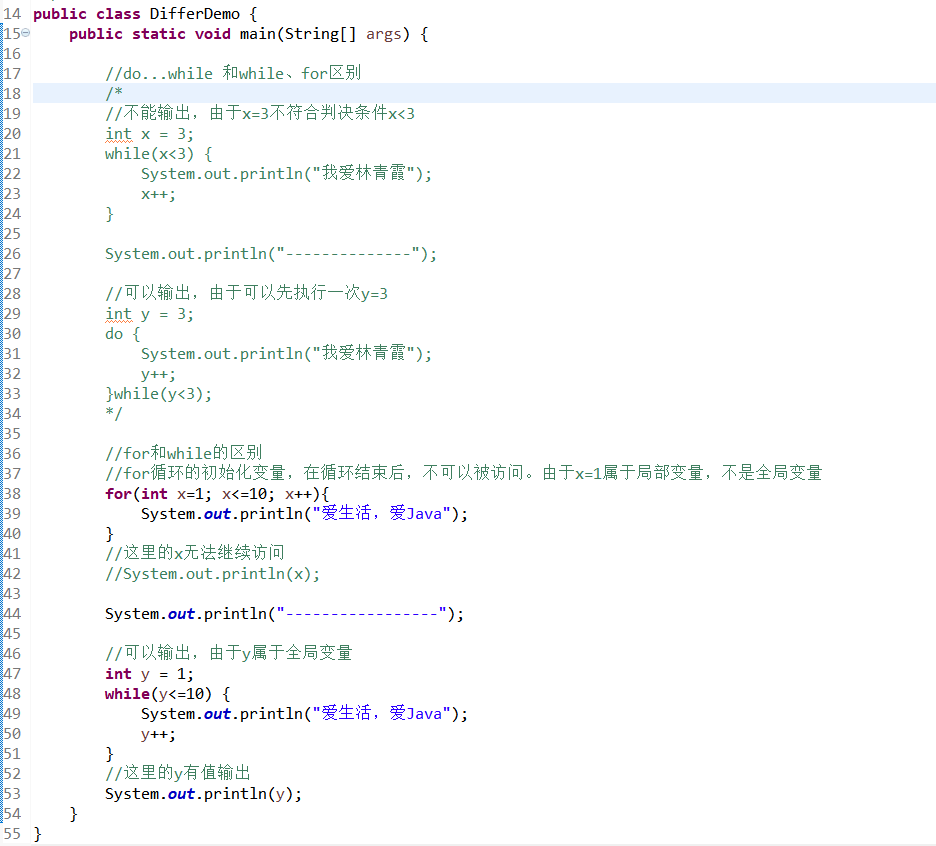 14 public class DifferDemo {
15     public static void main(String[] args) {
16
17         //do...while 和while、for区别
18         /*
19         //不能输出，由于x=3不符合判决条件x<3
20         int x = 3;
21         while(x<3) {
22             System.out.println("我爱林青霞");
23             x++;
24         }
25
26         System.out.println("--------------");
27
28         //可以输出，由于可以先执行一次y=3
29         int y = 3;
30         do {
31             System.out.println("我爱林青霞");
32             y++;
33         }while(y<3);
34         */
35
36         //for和while的区别
37         //for循环的初始化变量，在循环结束后，不可以被访问。由于x=1属于局部变量，不是全局变量
38         for(int x=1; x<=10; x++){
39             System.out.println("爱生活，爱Java");
40         }
41         //这里的x无法继续访问
42         //System.out.println(x);
43
44         System.out.println("-----------------");
45
46         //可以输出，由于y属于全局变量
47         int y = 1;
48         while(y<=10) {
49             System.out.println("爱生活，爱Java");
50             y++;
51         }
52         //这里的y有值输出
53         System.out.println(y);
54     }
55 }